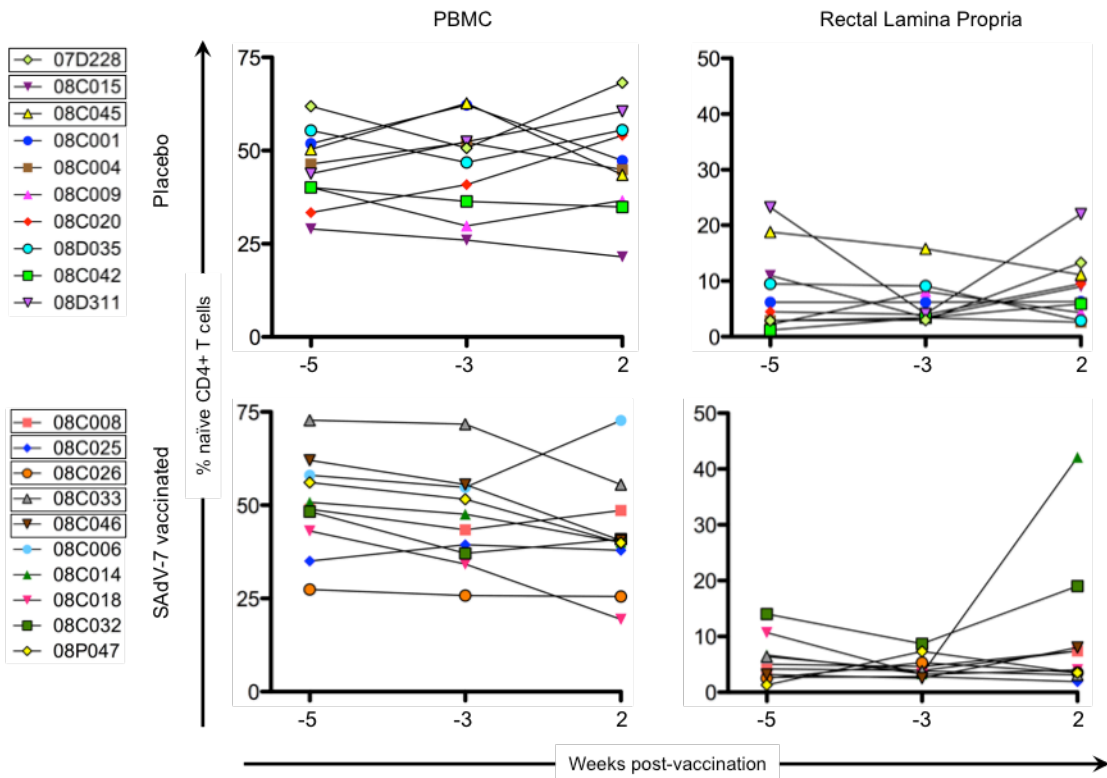 PBMC
Rectal Lamina Propria
07D228
08C015
08C045
08C001
08C004
08C009
08C020
08D035
08C042
08D311
Placebo
% naïve CD4+ T cells
75
50
25
0
-5
-3
2
50
40
30
20
10
0
-5
-3
2
08C008
08C025
08C026
08C033
08C046
08C006
08C014
08C018
08C032
08P047
SAdV-7 vaccinated
75
50
25
0
-5
-3
2
50
40
30
20
10
0
-5
-3
2
Weeks post-vaccination